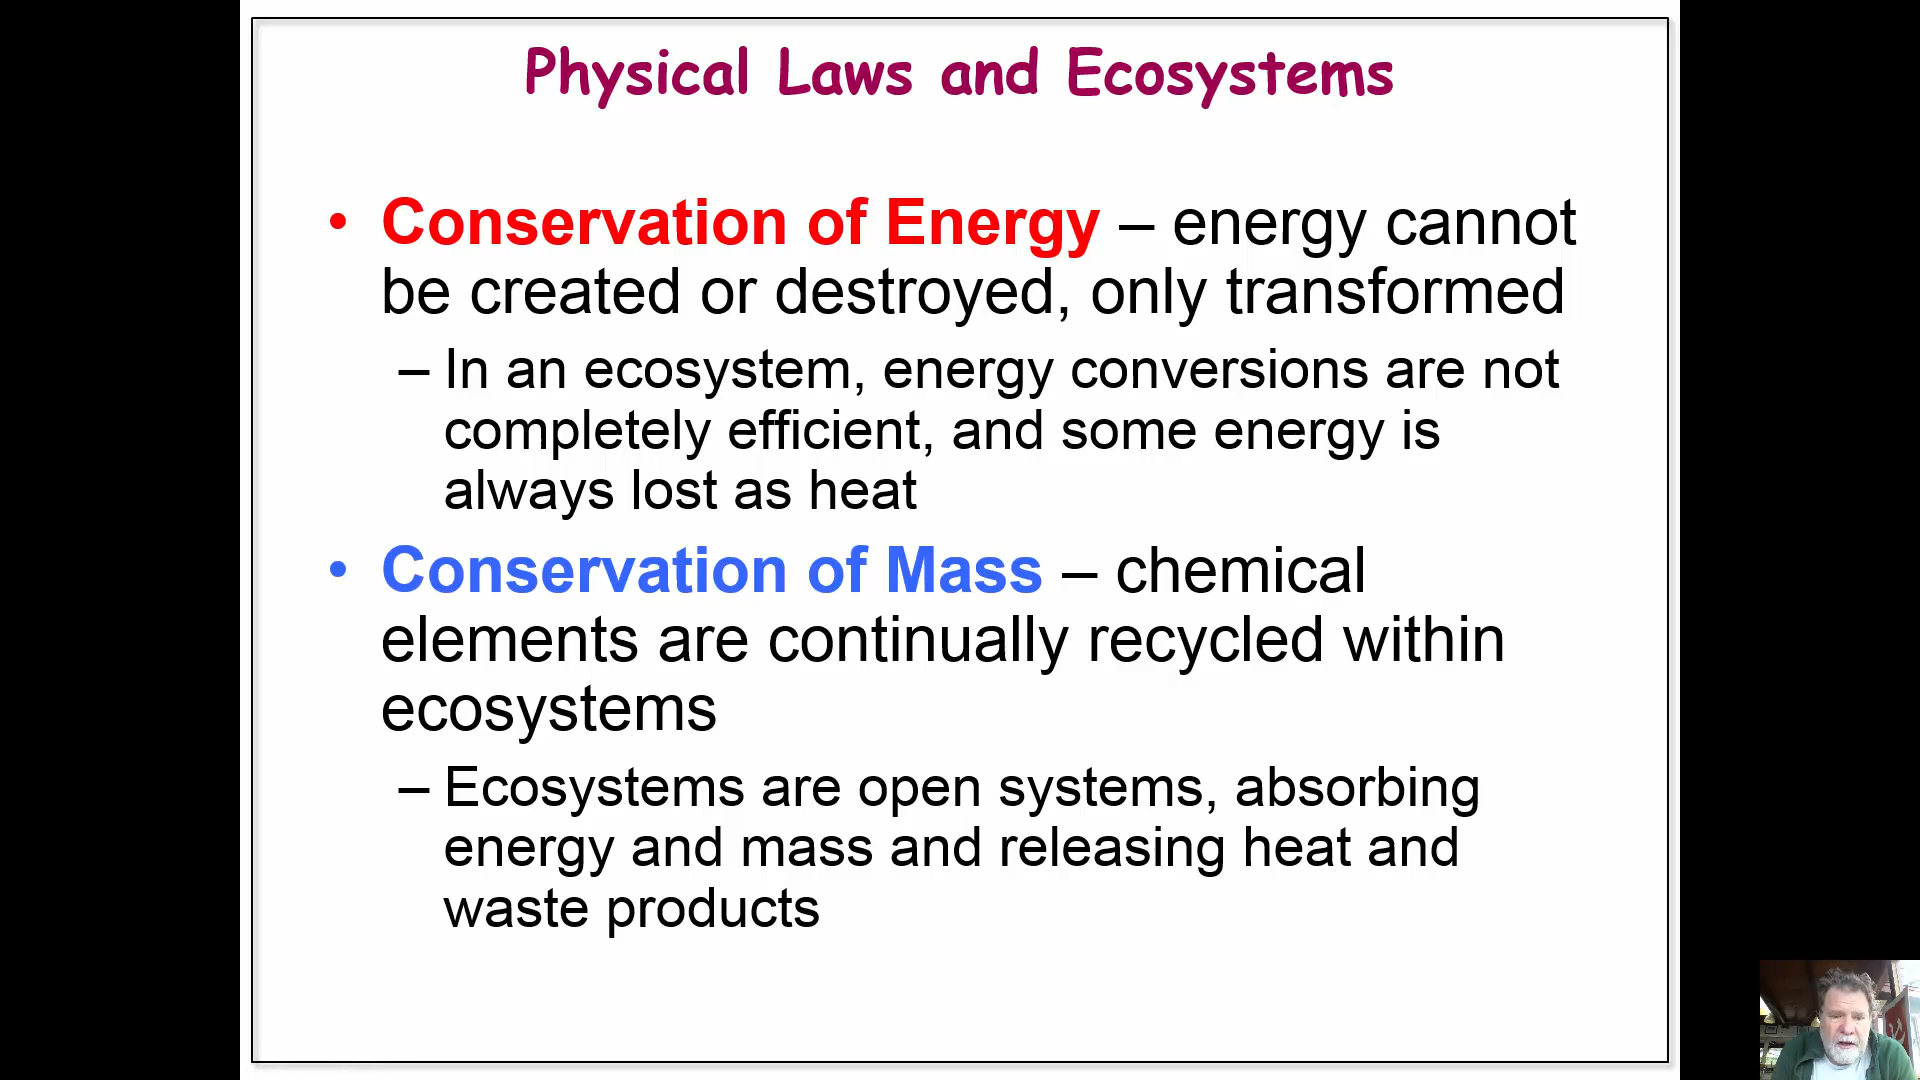 Physical Laws and Ecosystems
• Conservation of Energy – energy cannot
be created or destroyed, only transformed
– In an ecosystem, energy conversions are not
completely efficient, and some energy is
always lost as heat
• Conservation of Mass – chemical
elements are continually recycled within
ecosystems
– Ecosystems are open systems, absorbing
energy and mass and releasing heat and
waste products